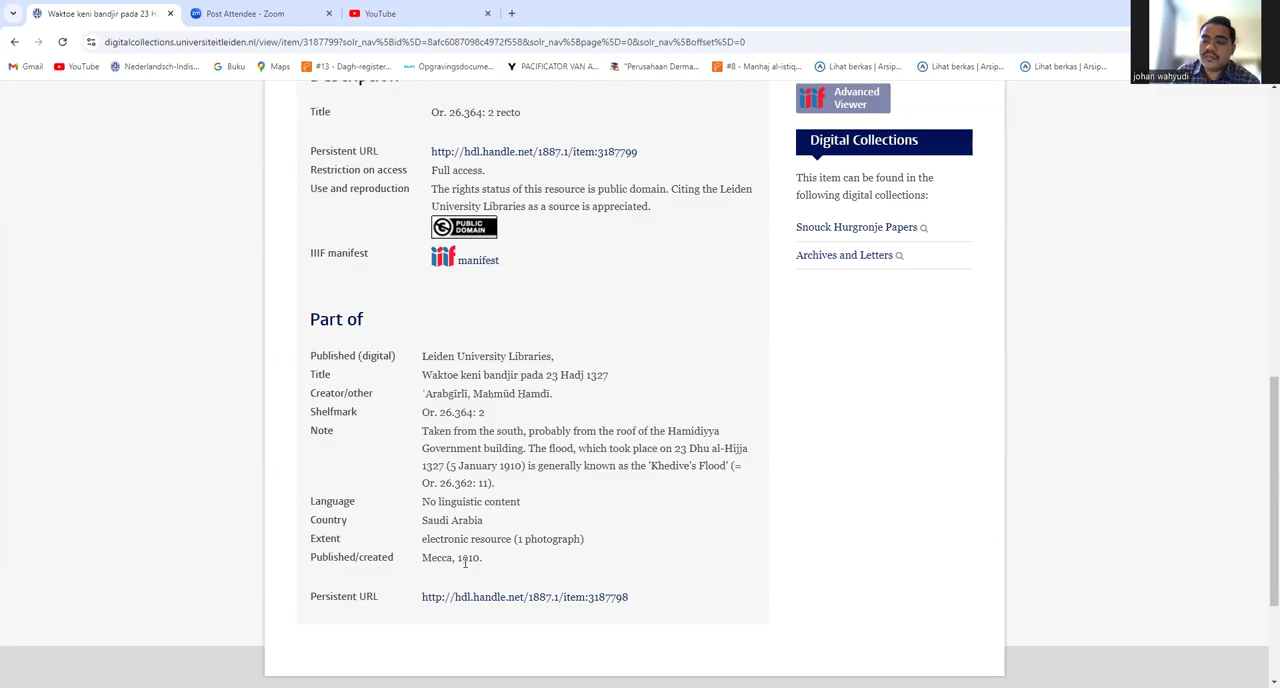 Waktoe keni bandjir pada 23 Ha
Post Attendee - Zoom
YouTube
digitalcollections.universiteitleiden.nl/view/item/3187799?solr_nav%5Bid%5D=8afc6087098c4972f558&solr_nav%5Bpage%5D=0&solr_nav%5Boffset%5D=0
Gmail YouTube Nederlandsch-Indis... Buku Maps #13 - Dagh-register... Opgravingsdocume... PACIFICATOR VAN A... "Perusahaan Derma... #8 - Manhaj al-istiq... Lihat berkas | Arsip... Lihat berkas | Arsip... Lihat berkas | Arsip...
johan wahyudi
Description
Title Or. 26.364: 2 recto
Persistent URL http://hdl.handle.net/1887.1/item:3187799
Restriction on access Full access.
Use and reproduction The rights status of this resource is public domain. Citing the Leiden
University Libraries as a source is appreciated.
PUBLIC
DOMAIN
IIIF manifest iiif manifest
Part of
Published (digital) Leiden University Libraries,
Title Waktoe keni bandjir pada 23 Hadj 1327
Creator/other ʿArabgīrlī, Maḥmūd Ḥamdī.
Shelfmark Or. 26.364: 2
Note Taken from the south, probably from the roof of the Hamidiyya
Government building. The flood, which took place on 23 Dhu al-Hijja
1327 (5 January 1910) is generally known as the 'Khedive's Flood' (=
Or. 26.362: 11).
Language No linguistic content
Country Saudi Arabia
Extent electronic resource (1 photograph)
Published/created Mecca, 1910.
Persistent URL http://hdl.handle.net/1887.1/item:3187798
iiif Advanced
Viewer
Digital Collections
This item can be found in the
following digital collections:
Snouck Hurgronje Papers
Archives and Letters